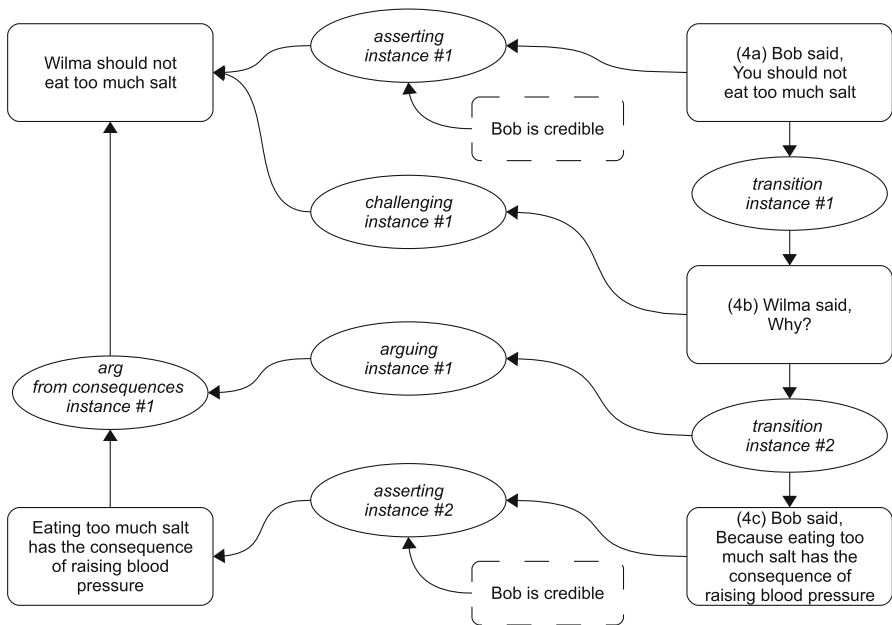 Wilma should not
eat too much salt
asserting
instance #1
(4a) Bob said,
You should not
eat too much salt
Bob is credible
challenging
instance #1
transition
instance #1
(4b) Wilma said,
Why?
arg
from consequences
instance #1
arguing
instance #1
transition
instance #2
Eating too much salt
has the consequence
of raising blood
pressure
asserting
instance #2
(4c) Bob said,
Because eating too
much salt has the
consequence of
raising blood pressure
Bob is credible